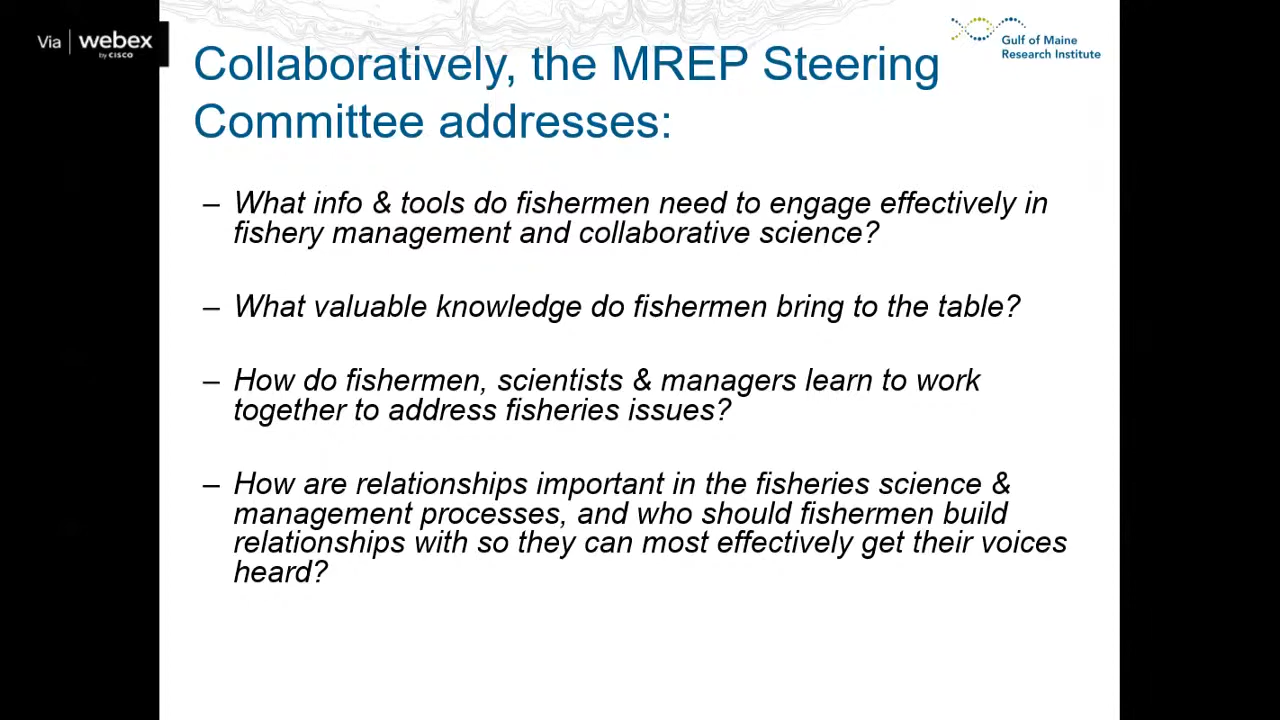 Via | webex
by CISCO
Gulf of Maine
Research Institute
Collaboratively, the MREP Steering
Committee addresses:
– What info & tools do fishermen need to engage effectively in
fishery management and collaborative science?
– What valuable knowledge do fishermen bring to the table?
– How do fishermen, scientists & managers learn to work
together to address fisheries issues?
– How are relationships important in the fisheries science &
management processes, and who should fishermen build
relationships with so they can most effectively get their voices
heard?